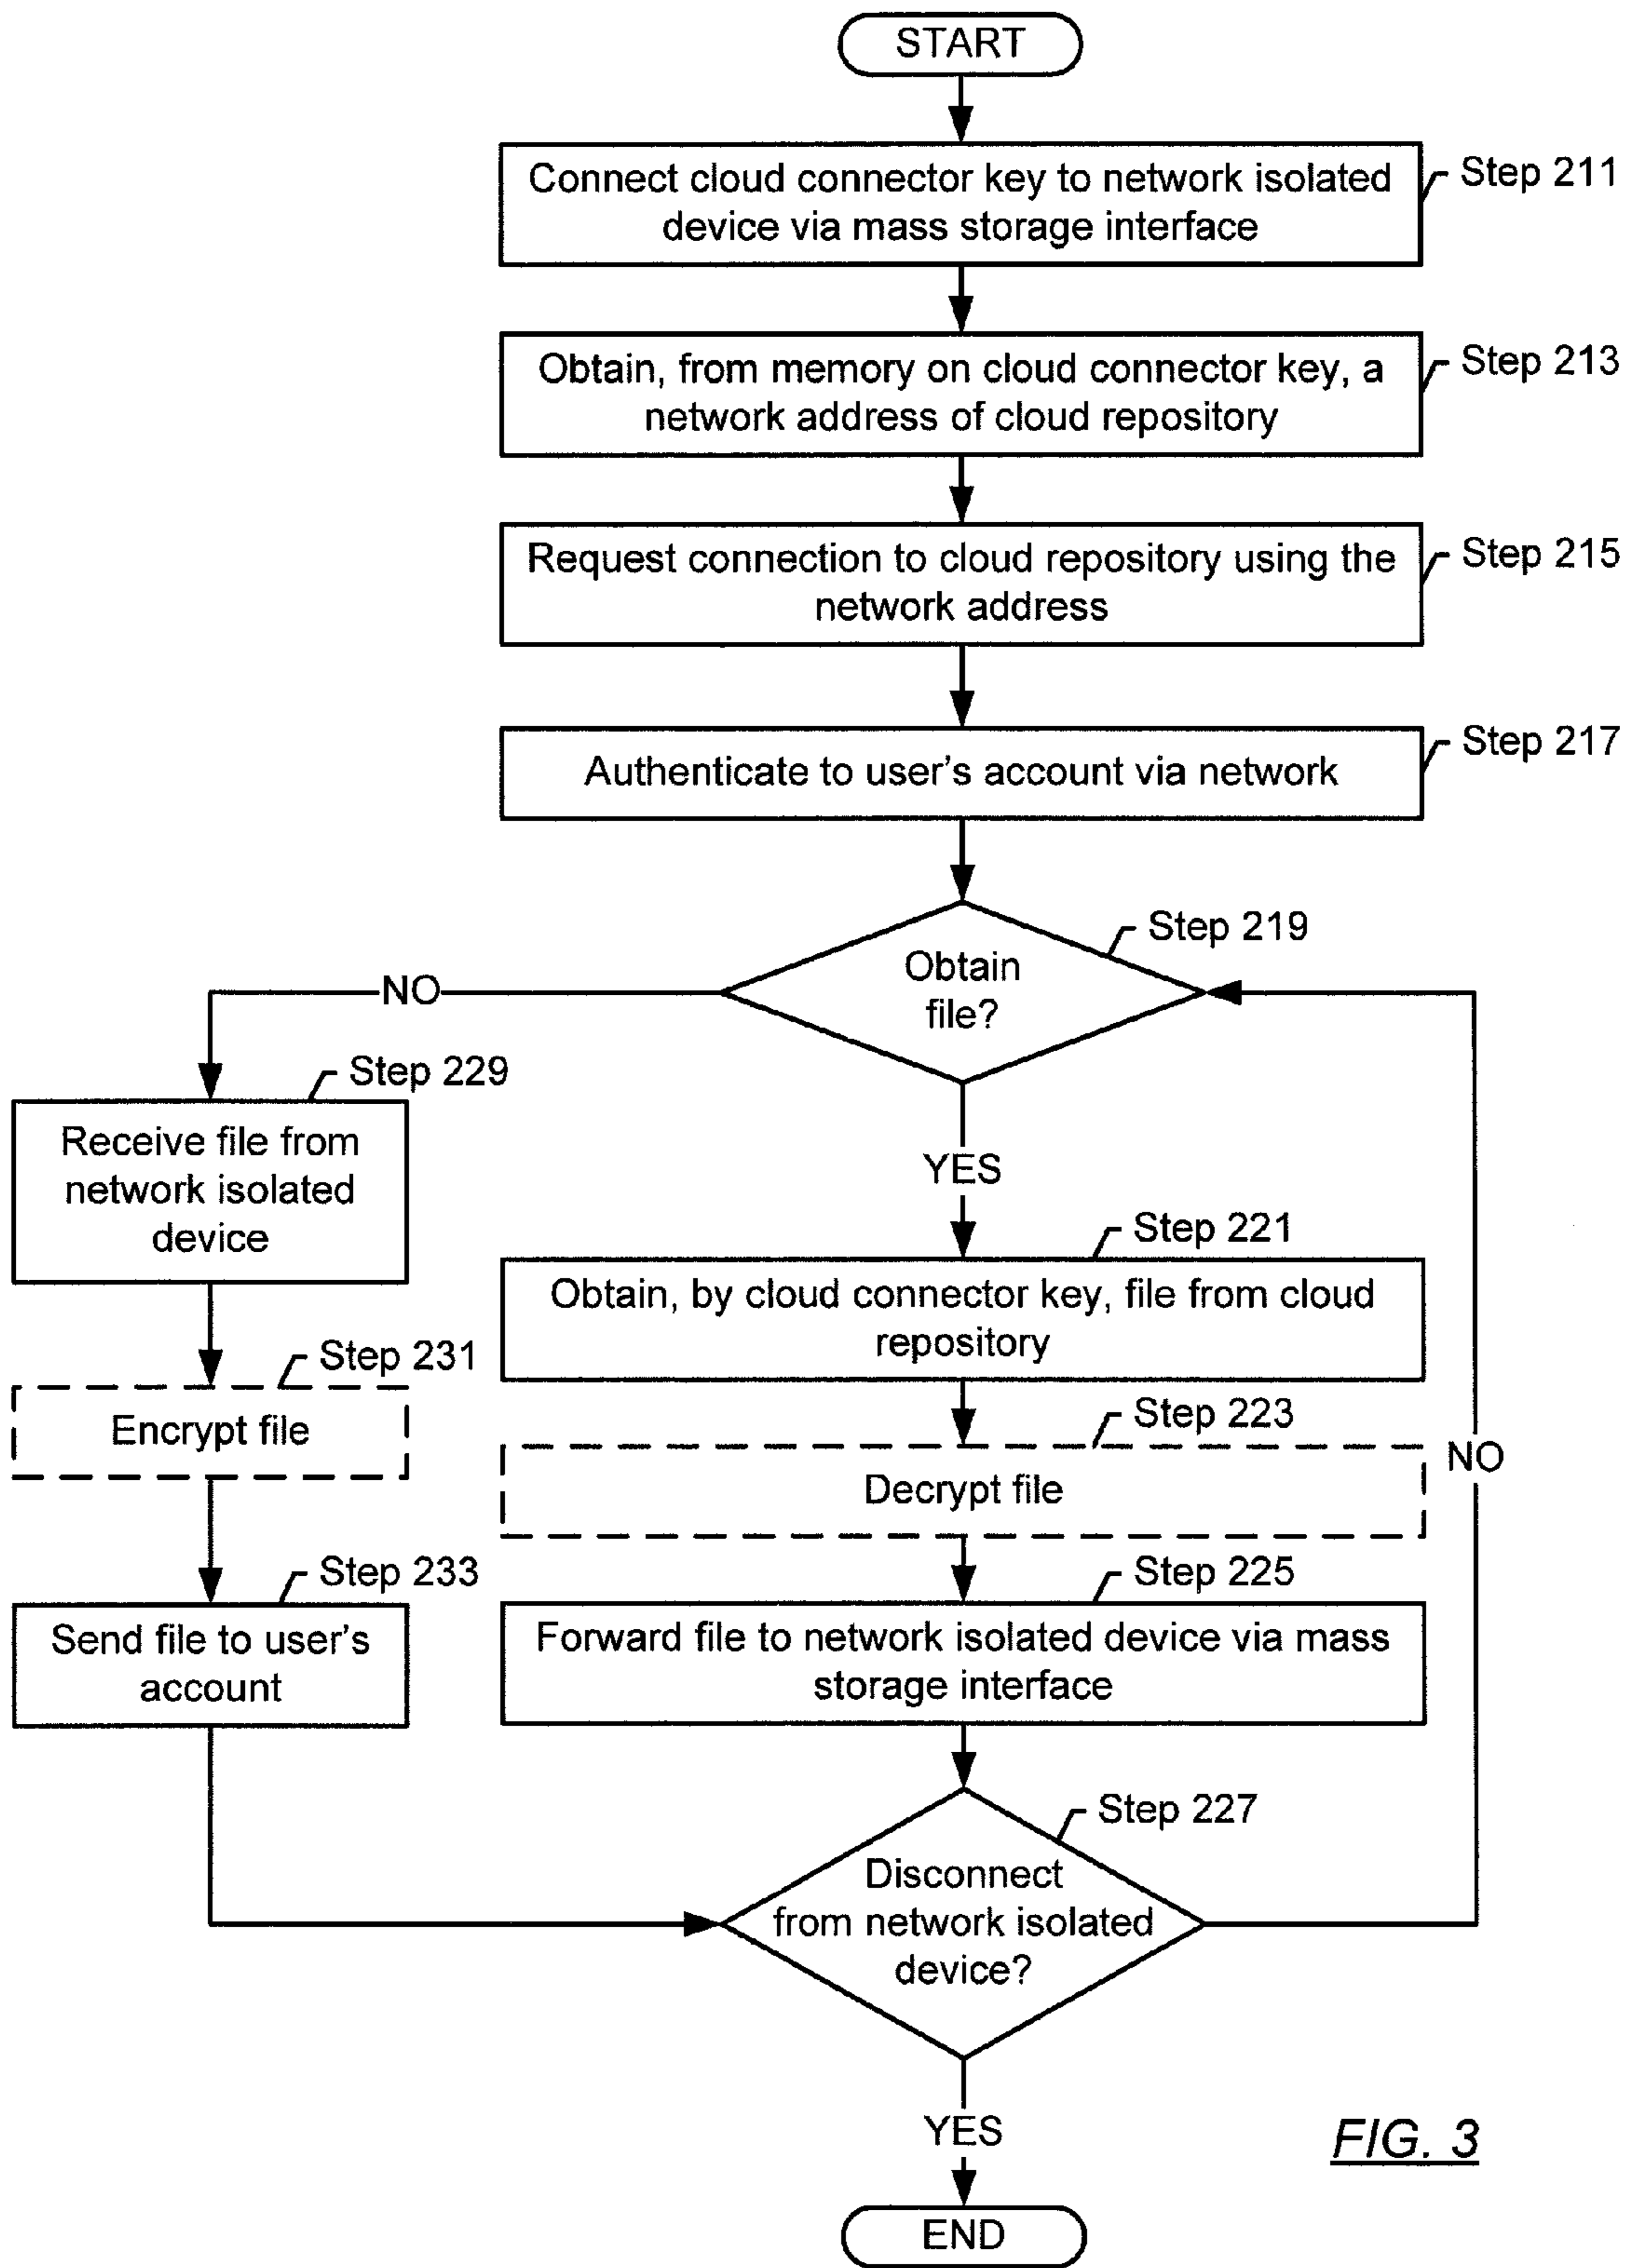 START
Connect cloud connector key to network isolated
device via mass storage interface
Step 211
Obtain, from memory on cloud connector key, a
network address of cloud repository
Step 213
Request connection to cloud repository using the
network address
Step 215
Authenticate to user's account via network
Step 217
Step 219
Obtain
file?
NO
Step 229
Receive file from
network isolated
device
YES
Step 221
Obtain, by cloud connector key, file from cloud
repository
Step 231
Encrypt file
Step 223
Decrypt file
NO
Step 233
Send file to user's
account
Step 225
Forward file to network isolated device via mass
storage interface
Step 227
Disconnect
from network isolated
device?
YES
END
FIG. 3